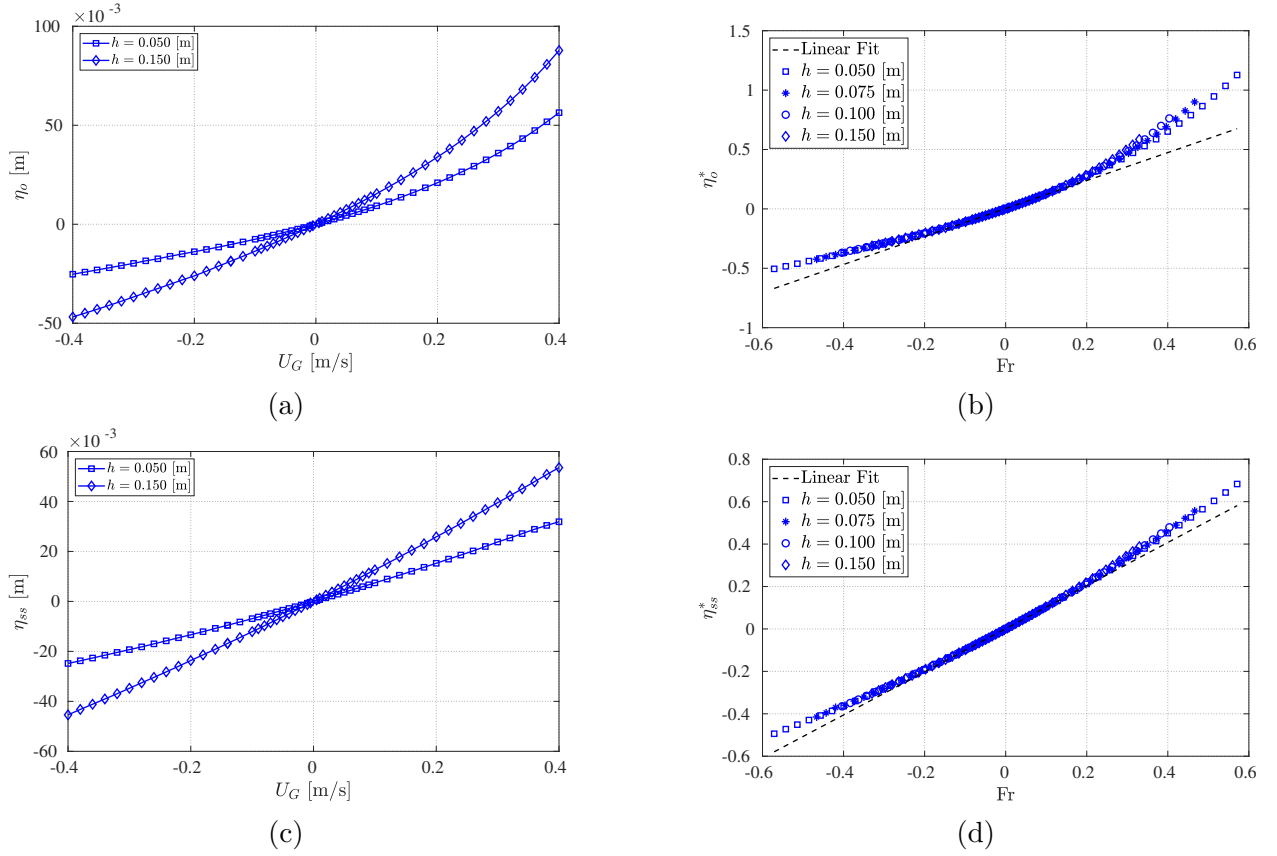 ×10⁻³
100
50
0
-50
-0.4 -0.2 0 0.2 0.4
η_o [m]
U_G [m/s]
h = 0.050 [m]
h = 0.150 [m]
(a)
1.5
1
0.5
0
-0.5
-1
-0.6 -0.4 -0.2 0 0.2 0.4 0.6
η*_o
Fr
Linear Fit
h = 0.050 [m]
h = 0.075 [m]
h = 0.100 [m]
h = 0.150 [m]
(b)
×10⁻³
60
40
20
0
-20
-40
-60
-0.4 -0.2 0 0.2 0.4
η_ss [m]
U_G [m/s]
h = 0.050 [m]
h = 0.150 [m]
(c)
0.8
0.6
0.4
0.2
0
-0.2
-0.4
-0.6
-0.6 -0.4 -0.2 0 0.2 0.4 0.6
η*_ss
Fr
Linear Fit
h = 0.050 [m]
h = 0.075 [m]
h = 0.100 [m]
h = 0.150 [m]
(d)